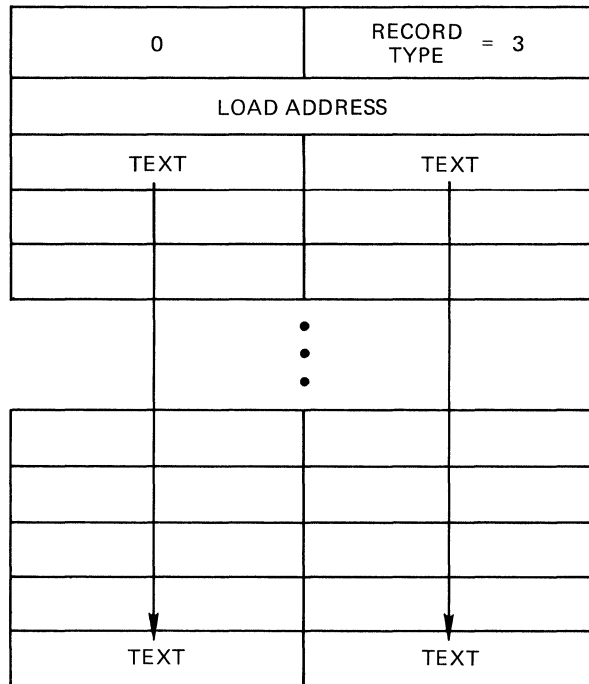 0
RECORD
TYPE = 3
LOAD ADDRESS
TEXT TEXT
TEXT TEXT